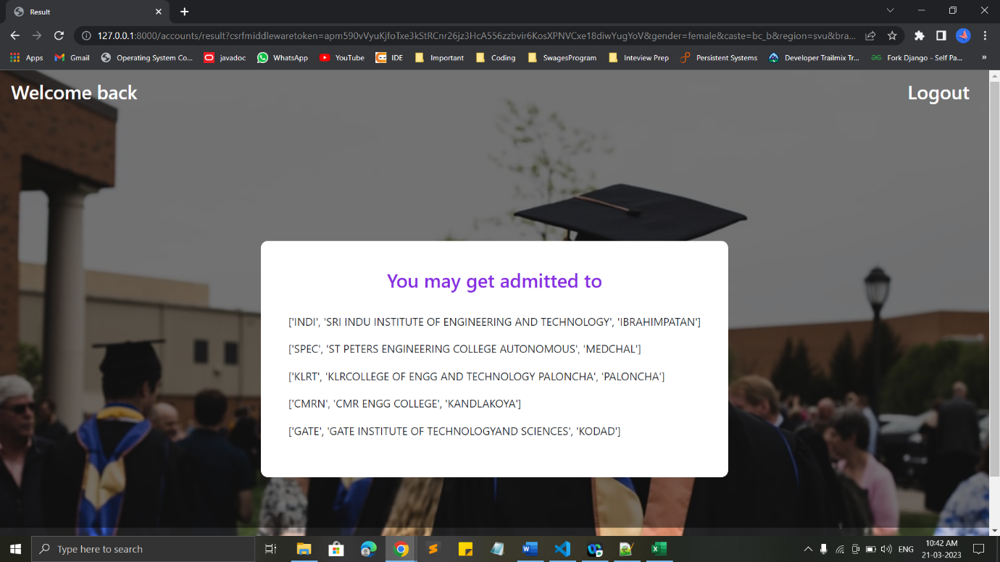 Result
127.0.0.1:8000/accounts/result?csrfmiddlewaretoken=apm590vVyuKjfoTxe3kStRCnr26jz3HcA556zzbvir6KosXPNVCxe18diwYugYoV&gender=female&caste=bc_b&region=svu&bra...
Apps Gmail Operating System Co... javadoc WhatsApp YouTube IDE Important Coding SwagesProgram Inteview Prep Persistent Systems Developer Trailmix Tr... Fork Django - Self Pa... »
Welcome back
Logout
You may get admitted to
['INDI', 'SRI INDU INSTITUTE OF ENGINEERING AND TECHNOLOGY', 'IBRAHIMPATAN']
['SPEC', 'ST PETERS ENGINEERING COLLEGE AUTONOMOUS', 'MEDCHAL']
['KLRT', 'KLRCOLLEGE OF ENGG AND TECHNOLOGY PALONCHA', 'PALONCHA']
['CMRN', 'CMR ENGG COLLEGE', 'KANDLAKOYA']
['GATE', 'GATE INSTITUTE OF TECHNOLOGYAND SCIENCES', 'KODAD']
Type here to search
ENG
10:42 AM
21-03-2023